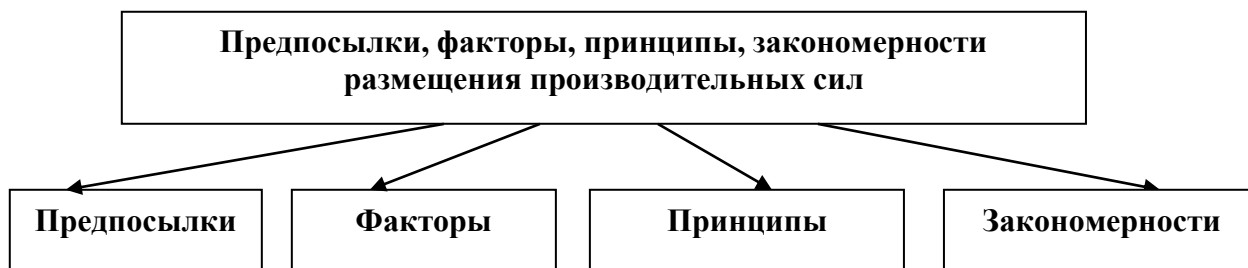 Предпосылки, факторы, принципы, закономерности
размещения производительных сил
Предпосылки
Факторы
Принципы
Закономерности